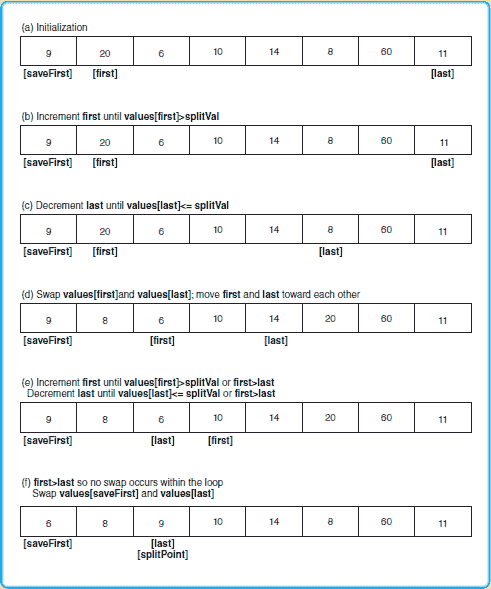 (a) Initialization
9 20 6 10 14 8 60 11
[saveFirst] [first] [last]
(b) Increment first until values[first]>splitVal
9 20 6 10 14 8 60 11
[saveFirst] [first] [last]
(c) Decrement last until values[last]<= splitVal
9 20 6 10 14 8 60 11
[saveFirst] [first] [last]
(d) Swap values[first]and values[last]; move first and last toward each other
9 8 6 10 14 20 60 11
[saveFirst] [first] [last]
(e) Increment first until values[first]>splitVal or first>last
Decrement last until values[last]<= splitVal or first>last
9 8 6 10 14 20 60 11
[saveFirst] [last] [first]
(f) first>last so no swap occurs within the loop
Swap values[saveFirst] and values[last]
6 8 9 10 14 8 60 11
[saveFirst] [last]
[splitPoint]